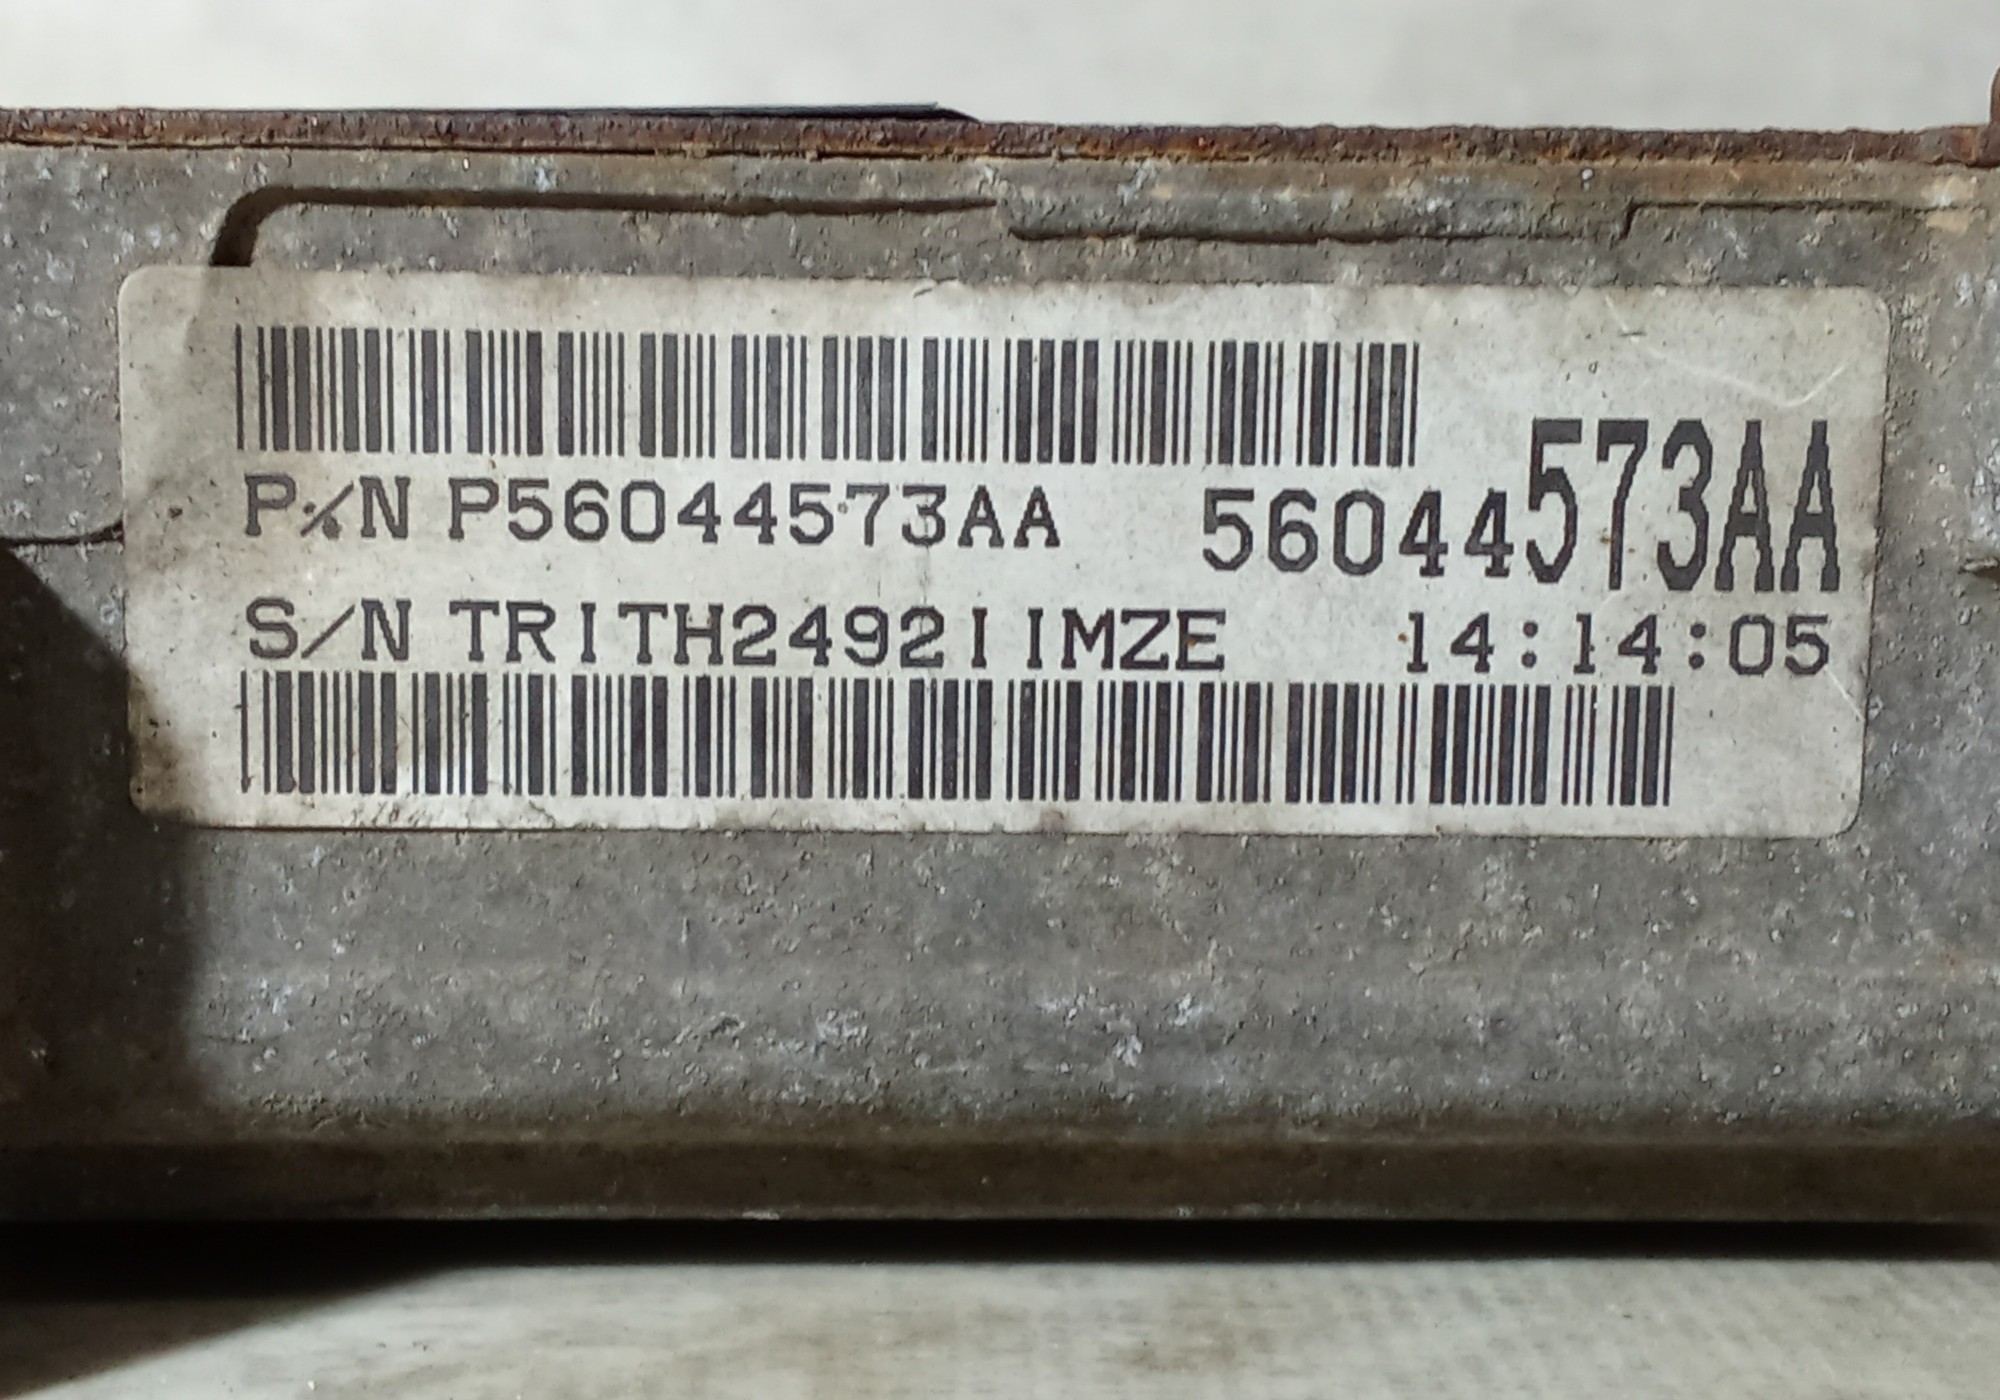 P/N P56044573AA 56044573AA
S/N TRITH2492IIMZE 14:14:05